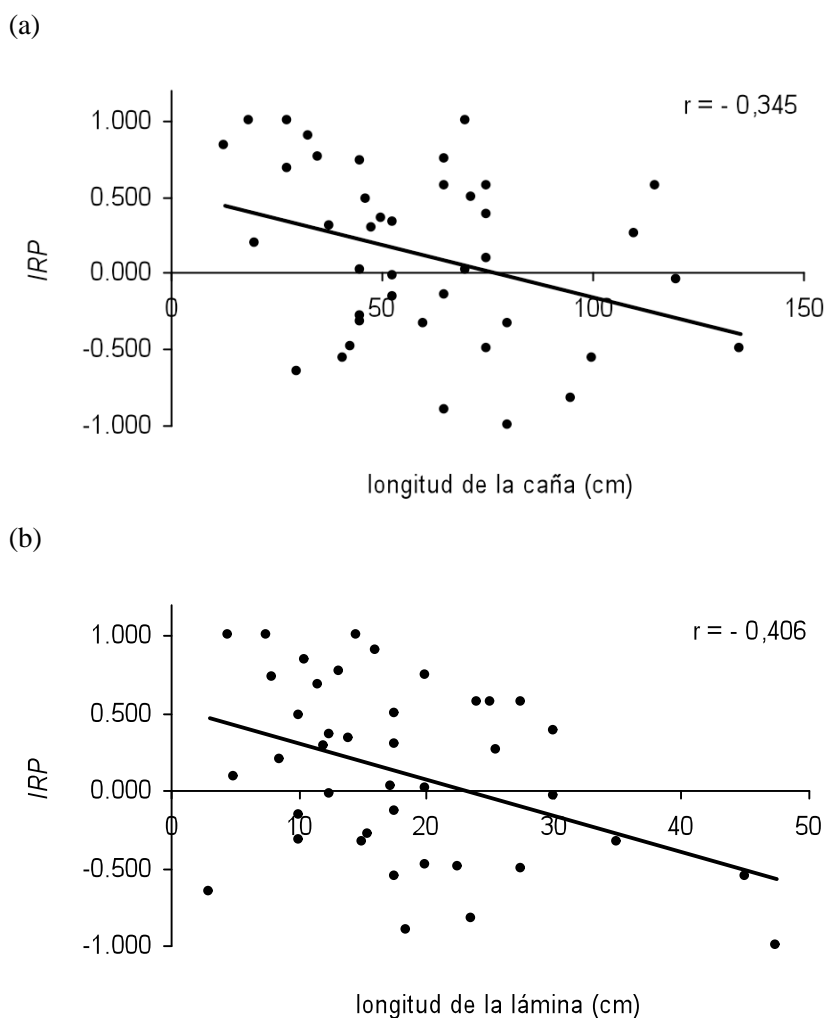 (a)
r = - 0,345
1.000
0.500
0.000
-0.500
-1.000
IRP
0 50 100 150
longitud de la caña (cm)
(b)
r = - 0,406
1.000
0.500
0.000
-0.500
-1.000
IRP
0 10 20 30 40 50
longitud de la lámina (cm)